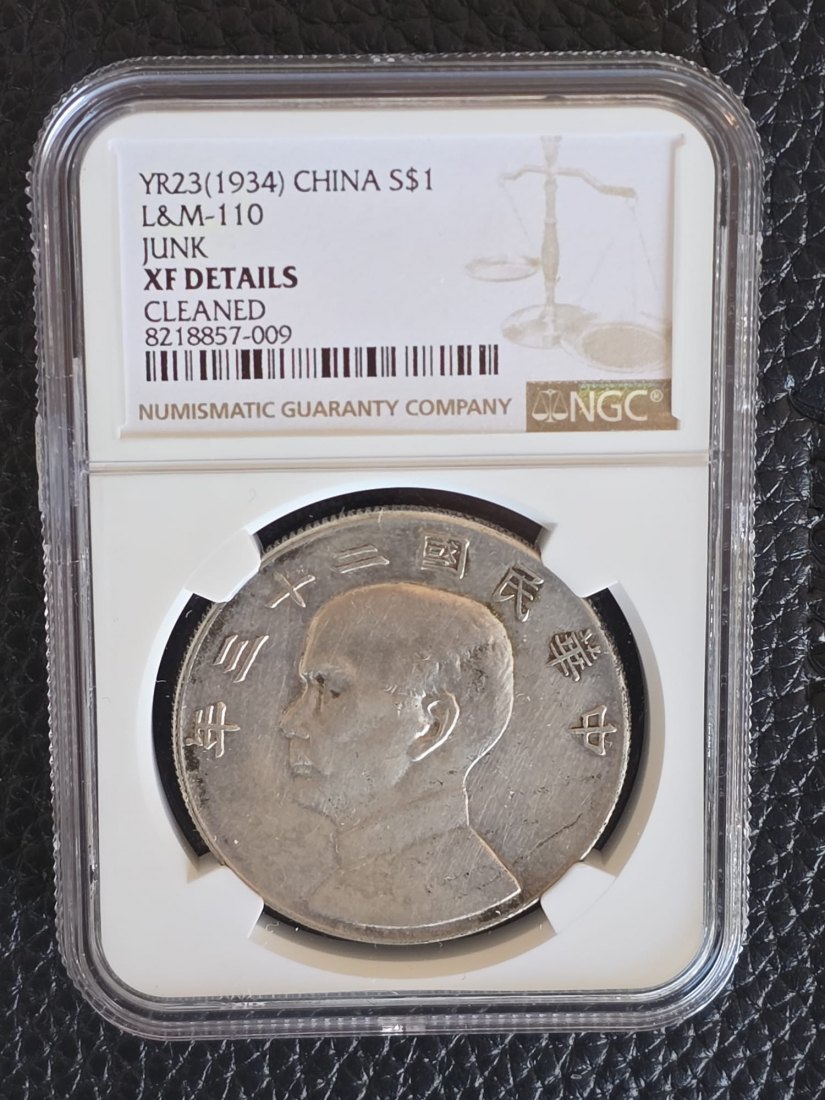 YR23(1934) CHINA S$1
L&M-110
JUNK
XF DETAILS
CLEANED
8218857-009
NUMISMATIC GUARANTY COMPANY
NGC®
年三十二國民華中